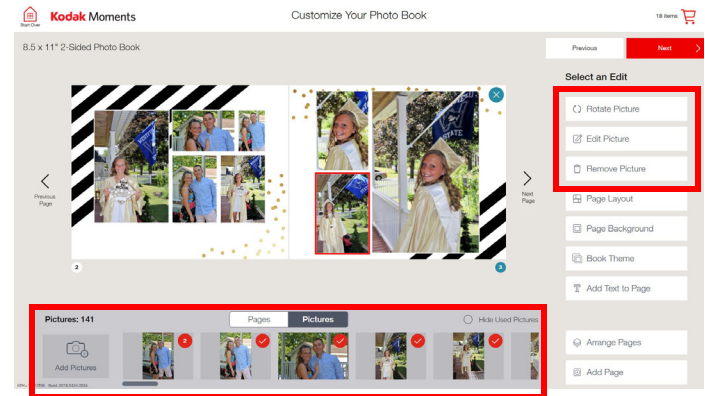 Start Over
Kodak Moments
Customize Your Photo Book
18 items
8.5 x 11" 2-Sided Photo Book
Previous
Next
Select an Edit
Rotate Picture
Edit Picture
Remove Picture
Page Layout
Page Background
Book Theme
Add Text to Page
Arrange Pages
Add Page
STATE
Previous
Page
Next
Page
2
3
Pictures: 141
Pages
Pictures
Hide Used Pictures
Add Pictures
2